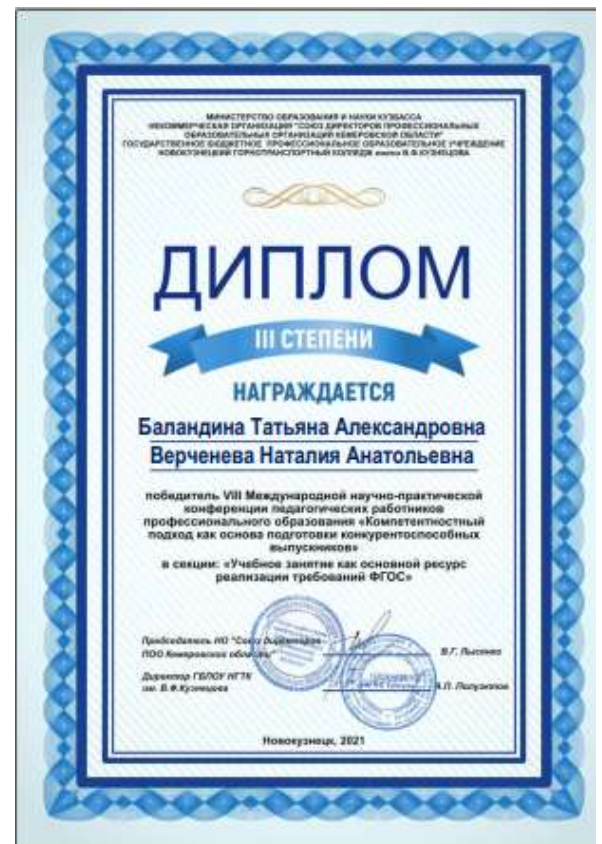 МИНИСТЕРСТВО ОБРАЗОВАНИЯ И НАУКИ КУЗБАССА
НЕКОММЕРЧЕСКАЯ ОРГАНИЗАЦИЯ "СОЮЗ ДИРЕКТОРОВ ПРОФЕССИОНАЛЬНЫХ
ОБРАЗОВАТЕЛЬНЫХ ОРГАНИЗАЦИЙ КЕМЕРОВСКОЙ ОБЛАСТИ"
ГОСУДАРСТВЕННОЕ БЮДЖЕТНОЕ ПРОФЕССИОНАЛЬНОЕ ОБРАЗОВАТЕЛЬНОЕ УЧРЕЖДЕНИЕ
НОВОКУЗНЕЦКИЙ ГОРНОТРАНСПОРТНЫЙ КОЛЛЕДЖ имени В.Ф.КУЗНЕЦОВА
ДИПЛОМ
III СТЕПЕНИ
НАГРАЖДАЕТСЯ
Баландина Татьяна Александровна
Верченева Наталия Анатольевна
победитель VIII Международной научно-практической
конференции педагогических работников
профессионального образования «Компетентностный
подход как основа подготовки конкурентоспособных
выпускников»
в секции: «Учебное занятие как основной ресурс
реализации требований ФГОС»
Председатель НО "Союз директоров
ПОО Кемеровской области"
В.Г. Лысенко
Директор ГБПОУ НГТК
им. В.Ф.Кузнецова
Новокузнецк, 2021